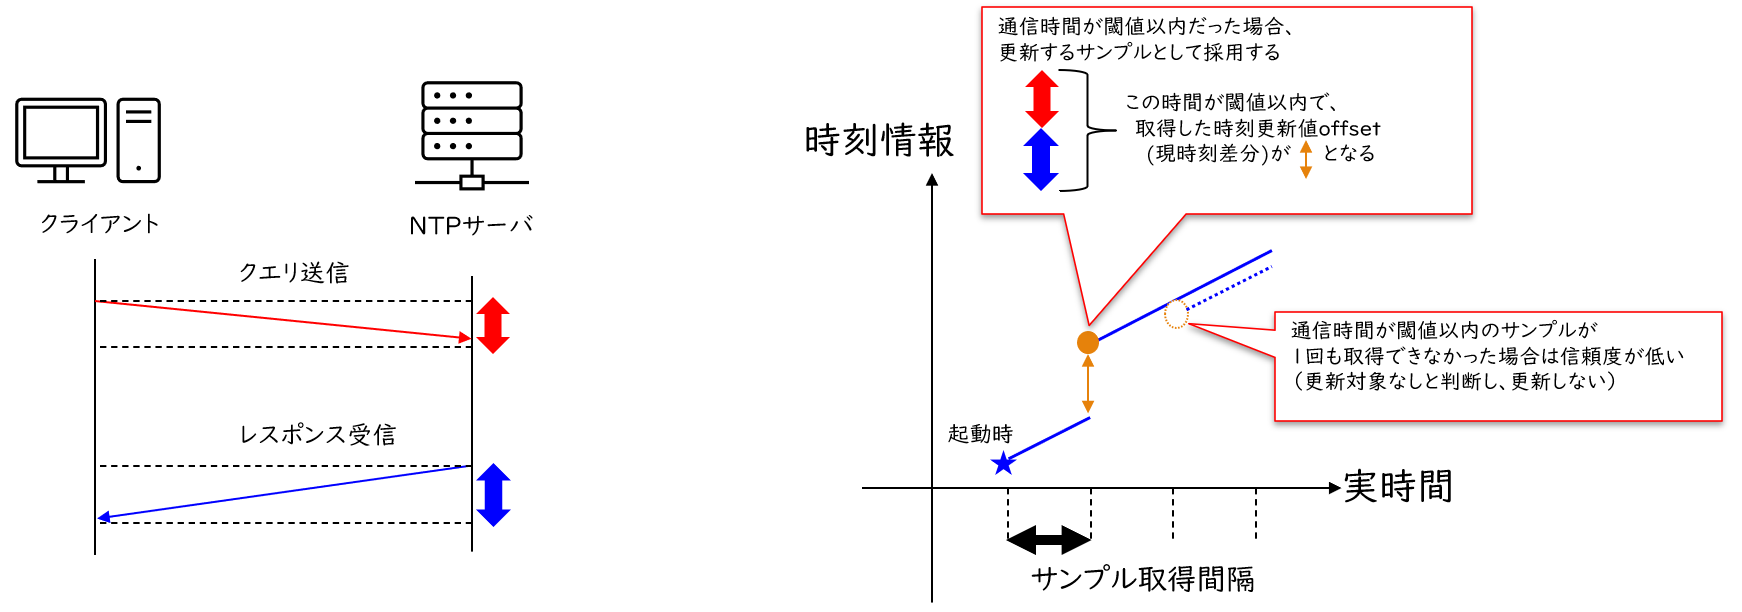 クライアント
NTPサーバ
クエリ送信
レスポンス受信
時刻情報
通信時間が閾値以内だった場合、
更新するサンプルとして採用する
この時間が閾値以内で、
取得した時刻更新値offset
(現時刻差分)が となる
通信時間が閾値以内のサンプルが
1回も取得できなかった場合は信頼度が低い
（更新対象なしと判断し、更新しない）
起動時
実時間
サンプル取得間隔